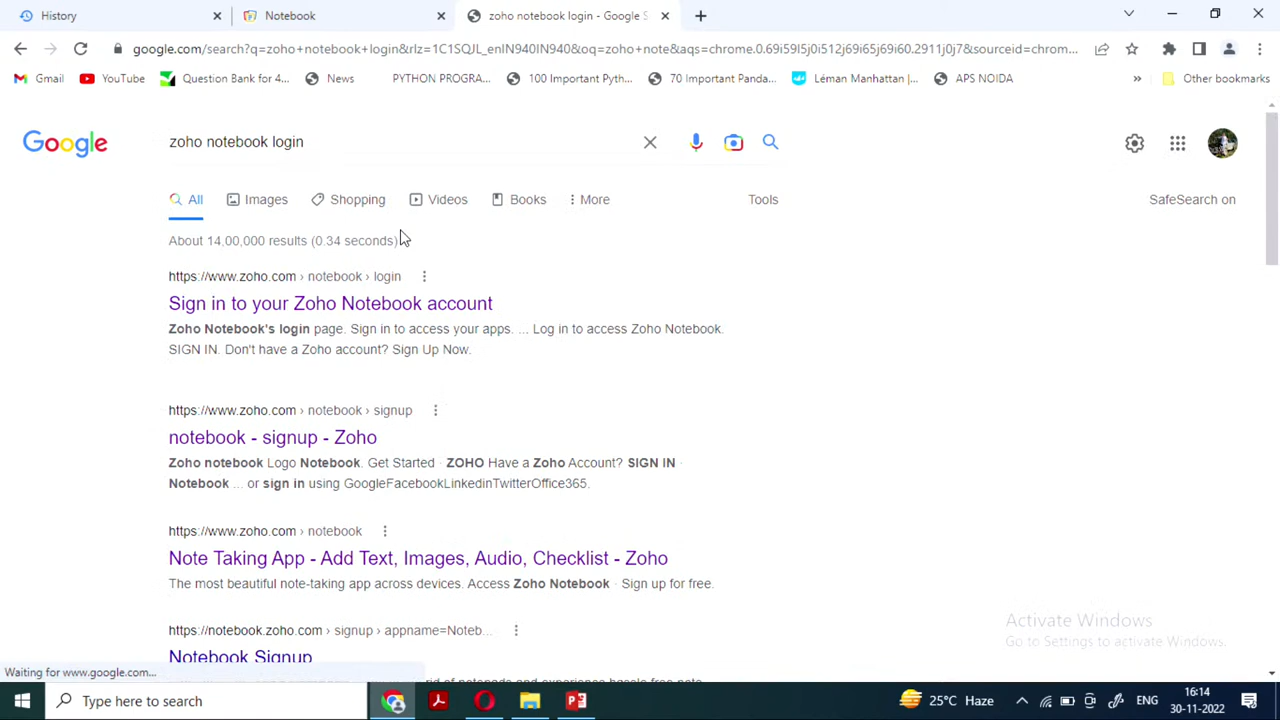 History
Notebook
zoho notebook login - Google S
google.com/search?q=zoho+notebook+login&rlz=1C1SQJL_enIN940IN940&oq=zoho+note&aqs=chrome.0.69i59l5j0i512j69i65j69i60.2911j0j7&sourceid=chrom...
Gmail
YouTube
Question Bank for 4...
News
PYTHON PROGRA...
100 Important Pyth...
70 Important Panda...
Léman Manhattan |...
APS NOIDA
»
Other bookmarks
Google
zoho notebook login
All
Images
Shopping
Videos
Books
More
Tools
SafeSearch on
About 14,00,000 results (0.34 seconds)
https://www.zoho.com › notebook › login
Sign in to your Zoho Notebook account
Zoho Notebook's login page. Sign in to access your apps. ... Log in to access Zoho Notebook.
SIGN IN. Don't have a Zoho account? Sign Up Now.
https://www.zoho.com › notebook › signup
notebook - signup - Zoho
Zoho notebook Logo Notebook. Get Started · ZOHO Have a Zoho Account? SIGN IN ·
Notebook ... or sign in using GoogleFacebookLinkedinTwitterOffice365.
https://www.zoho.com › notebook
Note Taking App - Add Text, Images, Audio, Checklist - Zoho
The most beautiful note-taking app across devices. Access Zoho Notebook · Sign up for free.
https://notebook.zoho.com › signup › appname=Noteb...
Notebook Signup
Activate Windows
Go to Settings to activate Windows.
Waiting for www.google.com...
Type here to search
25°C Haze
ENG
16:14
30-11-2022